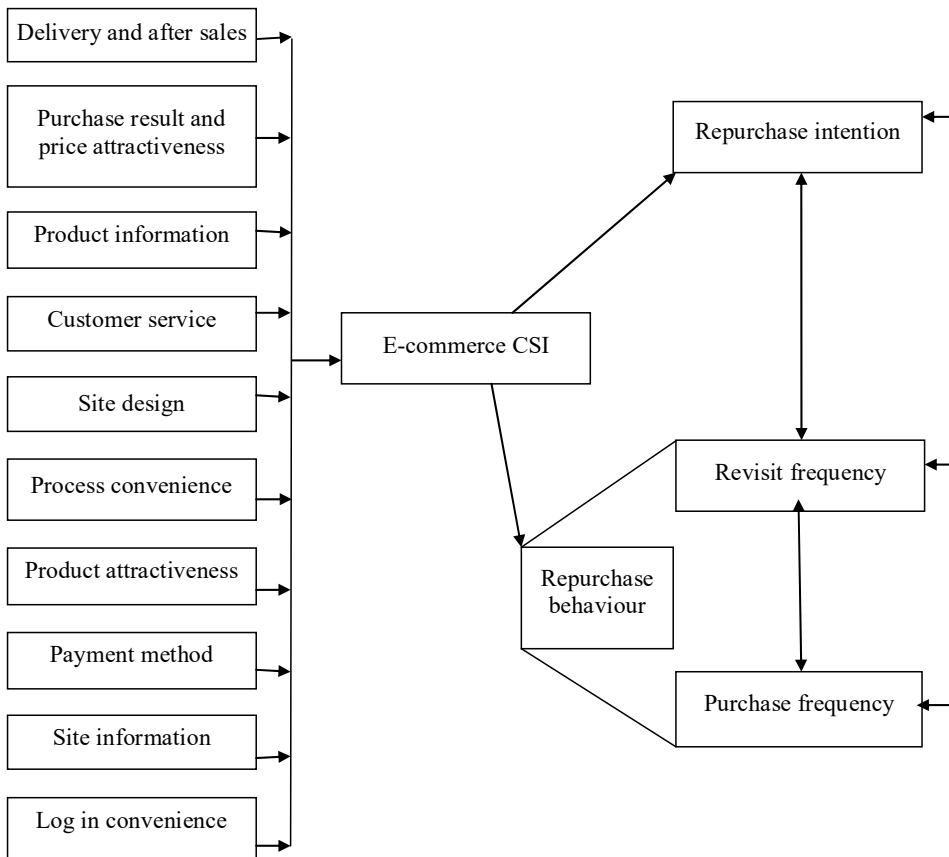 Delivery and after sales
Purchase result and
price attractiveness
Product information
Customer service
Site design
Process convenience
Product attractiveness
Payment method
Site information
Log in convenience
E-commerce CSI
Repurchase intention
Revisit frequency
Repurchase
behaviour
Purchase frequency